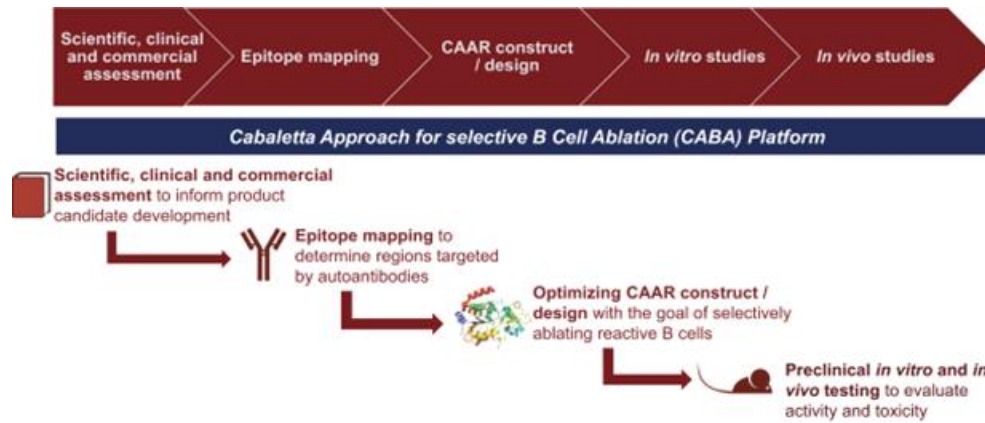 Scientific, clinical
and commercial
assessment
Epitope mapping
CAAR construct
/ design
In vitro studies
In vivo studies
Cabaletta Approach for selective B Cell Ablation (CABA) Platform
Scientific, clinical and commercial
assessment to inform product
candidate development
Epitope mapping to
determine regions targeted
by autoantibodies
Optimizing CAAR construct /
design with the goal of selectively
ablating reactive B cells
Preclinical in vitro and in
vivo testing to evaluate
activity and toxicity